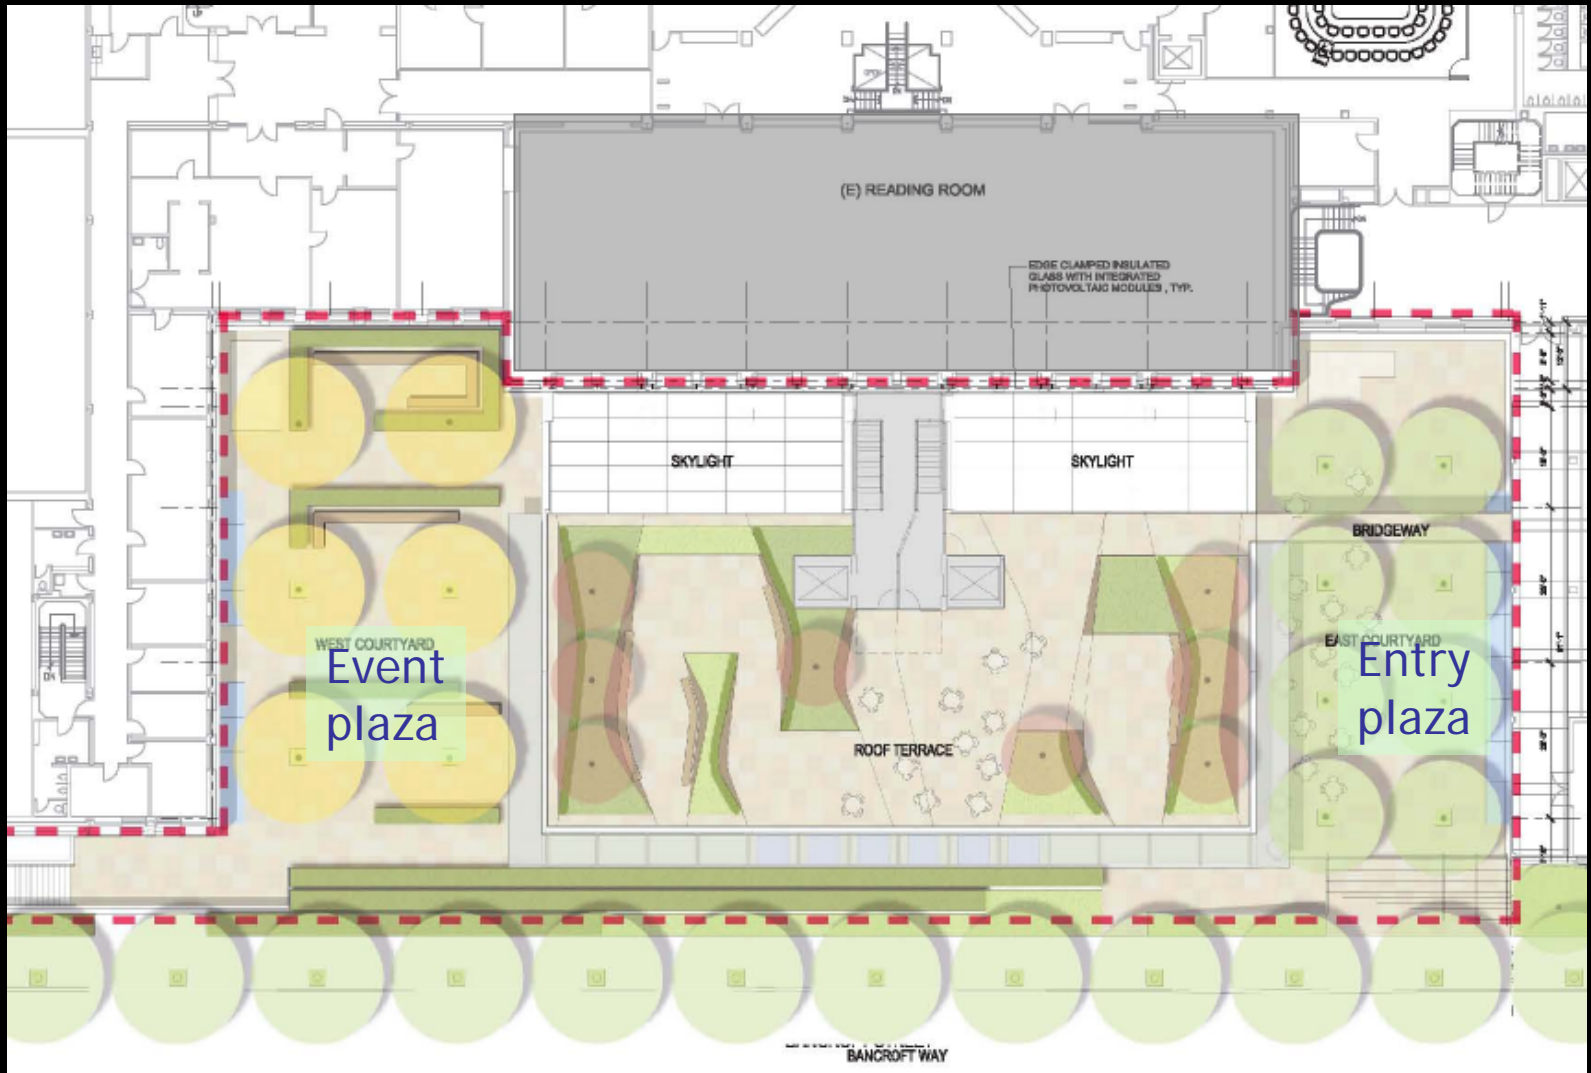 (E) READING ROOM
EDGE CLAMPED INSULATED
GLASS WITH INTEGRATED
PHOTOVOLTAIC MODULES , TYP.
SKYLIGHT
SKYLIGHT
BRIDGEWAY
WEST COURTYARD
Event
plaza
EAST COURTYARD
Entry
plaza
ROOF TERRACE
BANCROFT WAY